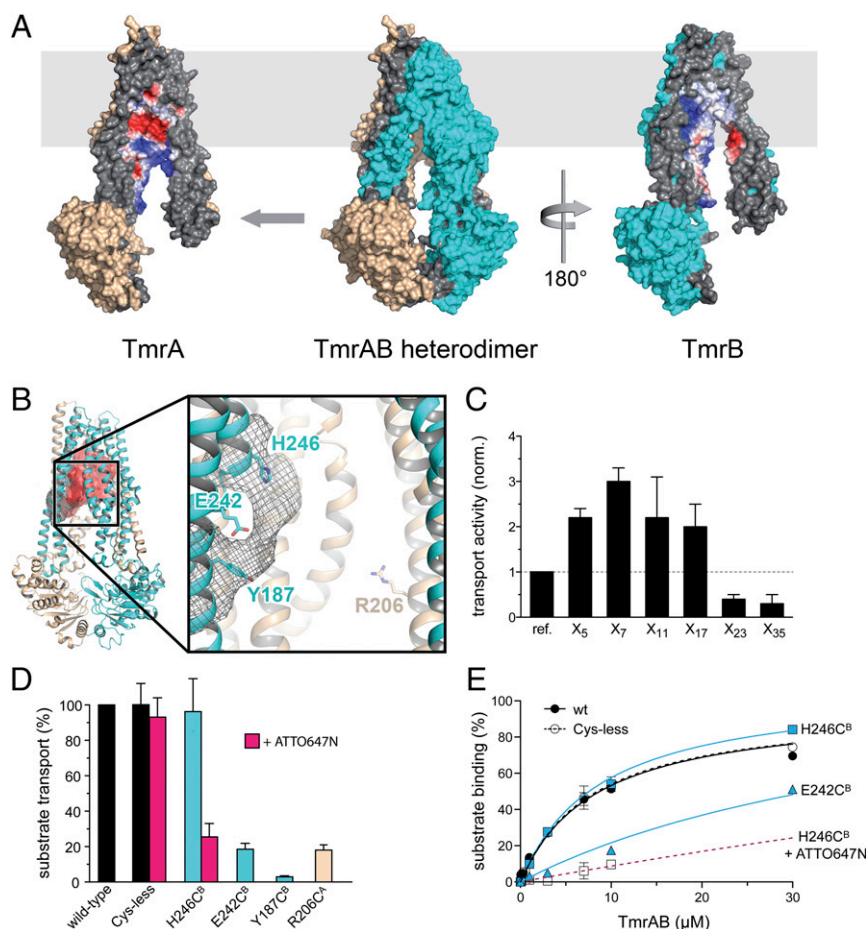 A
180°
TmrA
TmrAB heterodimer
TmrB
B
H246
E242
Y187
R206
C
transport activity (norm.)
4
3
2
1
0
ref.
X5
X7
X11
X17
X23
X35
D
substrate transport (%)
100
80
60
40
20
0
+ ATTO647N
wild-type
Cys-less
H246Cᴮ
E242Cᴮ
Y187Cᴮ
R206Cᴬ
E
substrate binding (%)
100
80
60
40
20
0
wt
Cys-less
H246Cᴮ
E242Cᴮ
H246Cᴮ
+ ATTO647N
0
10
20
30
TmrAB (µM)